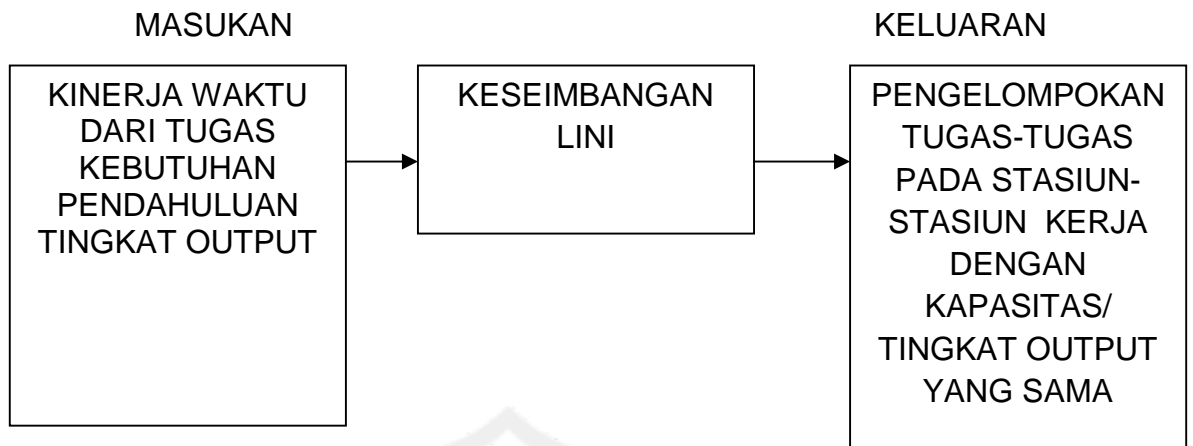 MASUKAN
KELUARAN
KINERJA WAKTU
DARI TUGAS
KEBUTUHAN
PENDAHULUAN
TINGKAT OUTPUT
KESEIMBANGAN
LINI
PENGELOMPOKAN
TUGAS-TUGAS
PADA STASIUN-
STASIUN KERJA
DENGAN
KAPASITAS/
TINGKAT OUTPUT
YANG SAMA